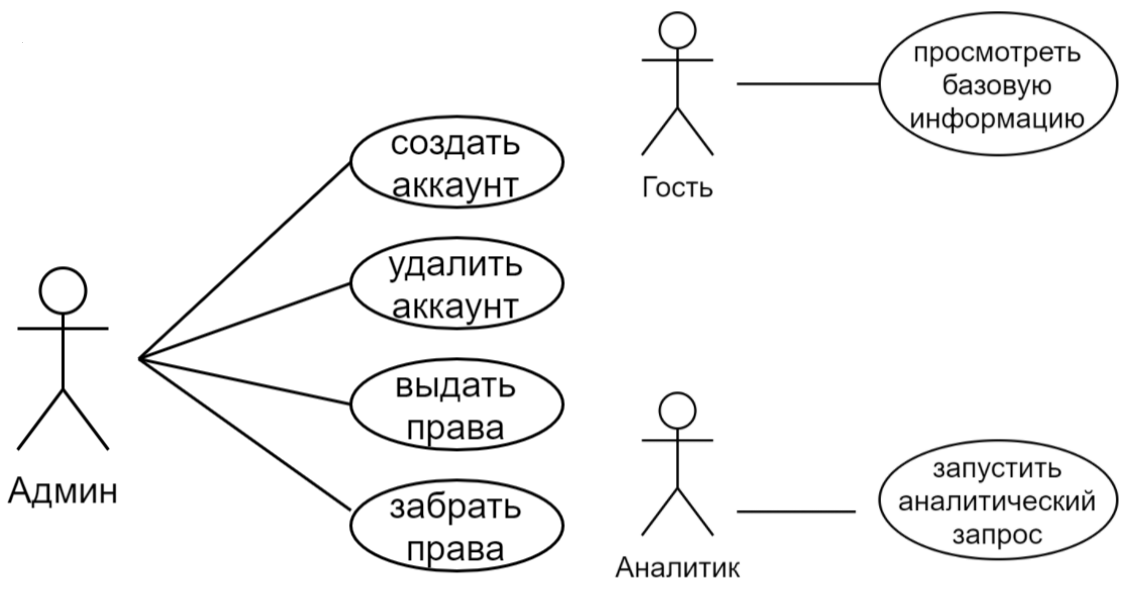 создать
аккаунт
удалить
аккаунт
выдать
права
забрать
права
Админ
просмотреть
базовую
информацию
Гость
запустить
аналитический
запрос
Аналитик